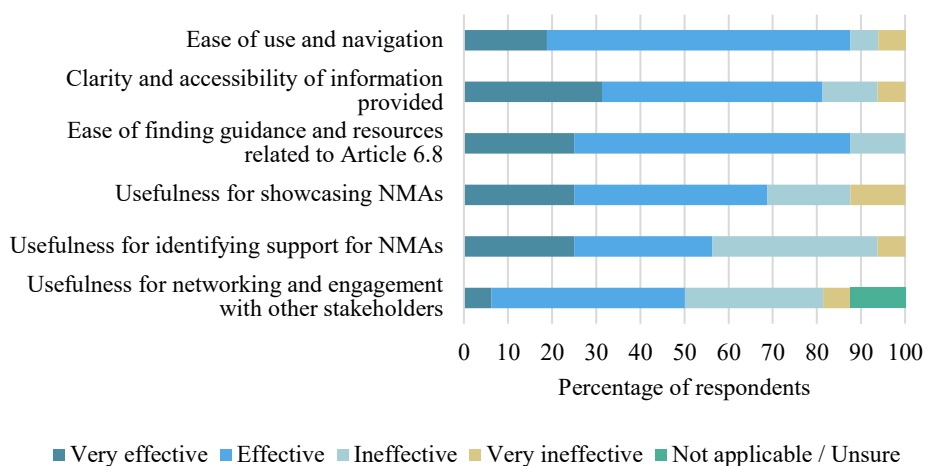 Ease of use and navigation
Clarity and accessibility of information
provided
Ease of finding guidance and resources
related to Article 6.8
Usefulness for showcasing NMAs
Usefulness for identifying support for NMAs
Usefulness for networking and engagement
with other stakeholders
0 10 20 30 40 50 60 70 80 90 100
Percentage of respondents
Very effective Effective Ineffective Very ineffective Not applicable / Unsure